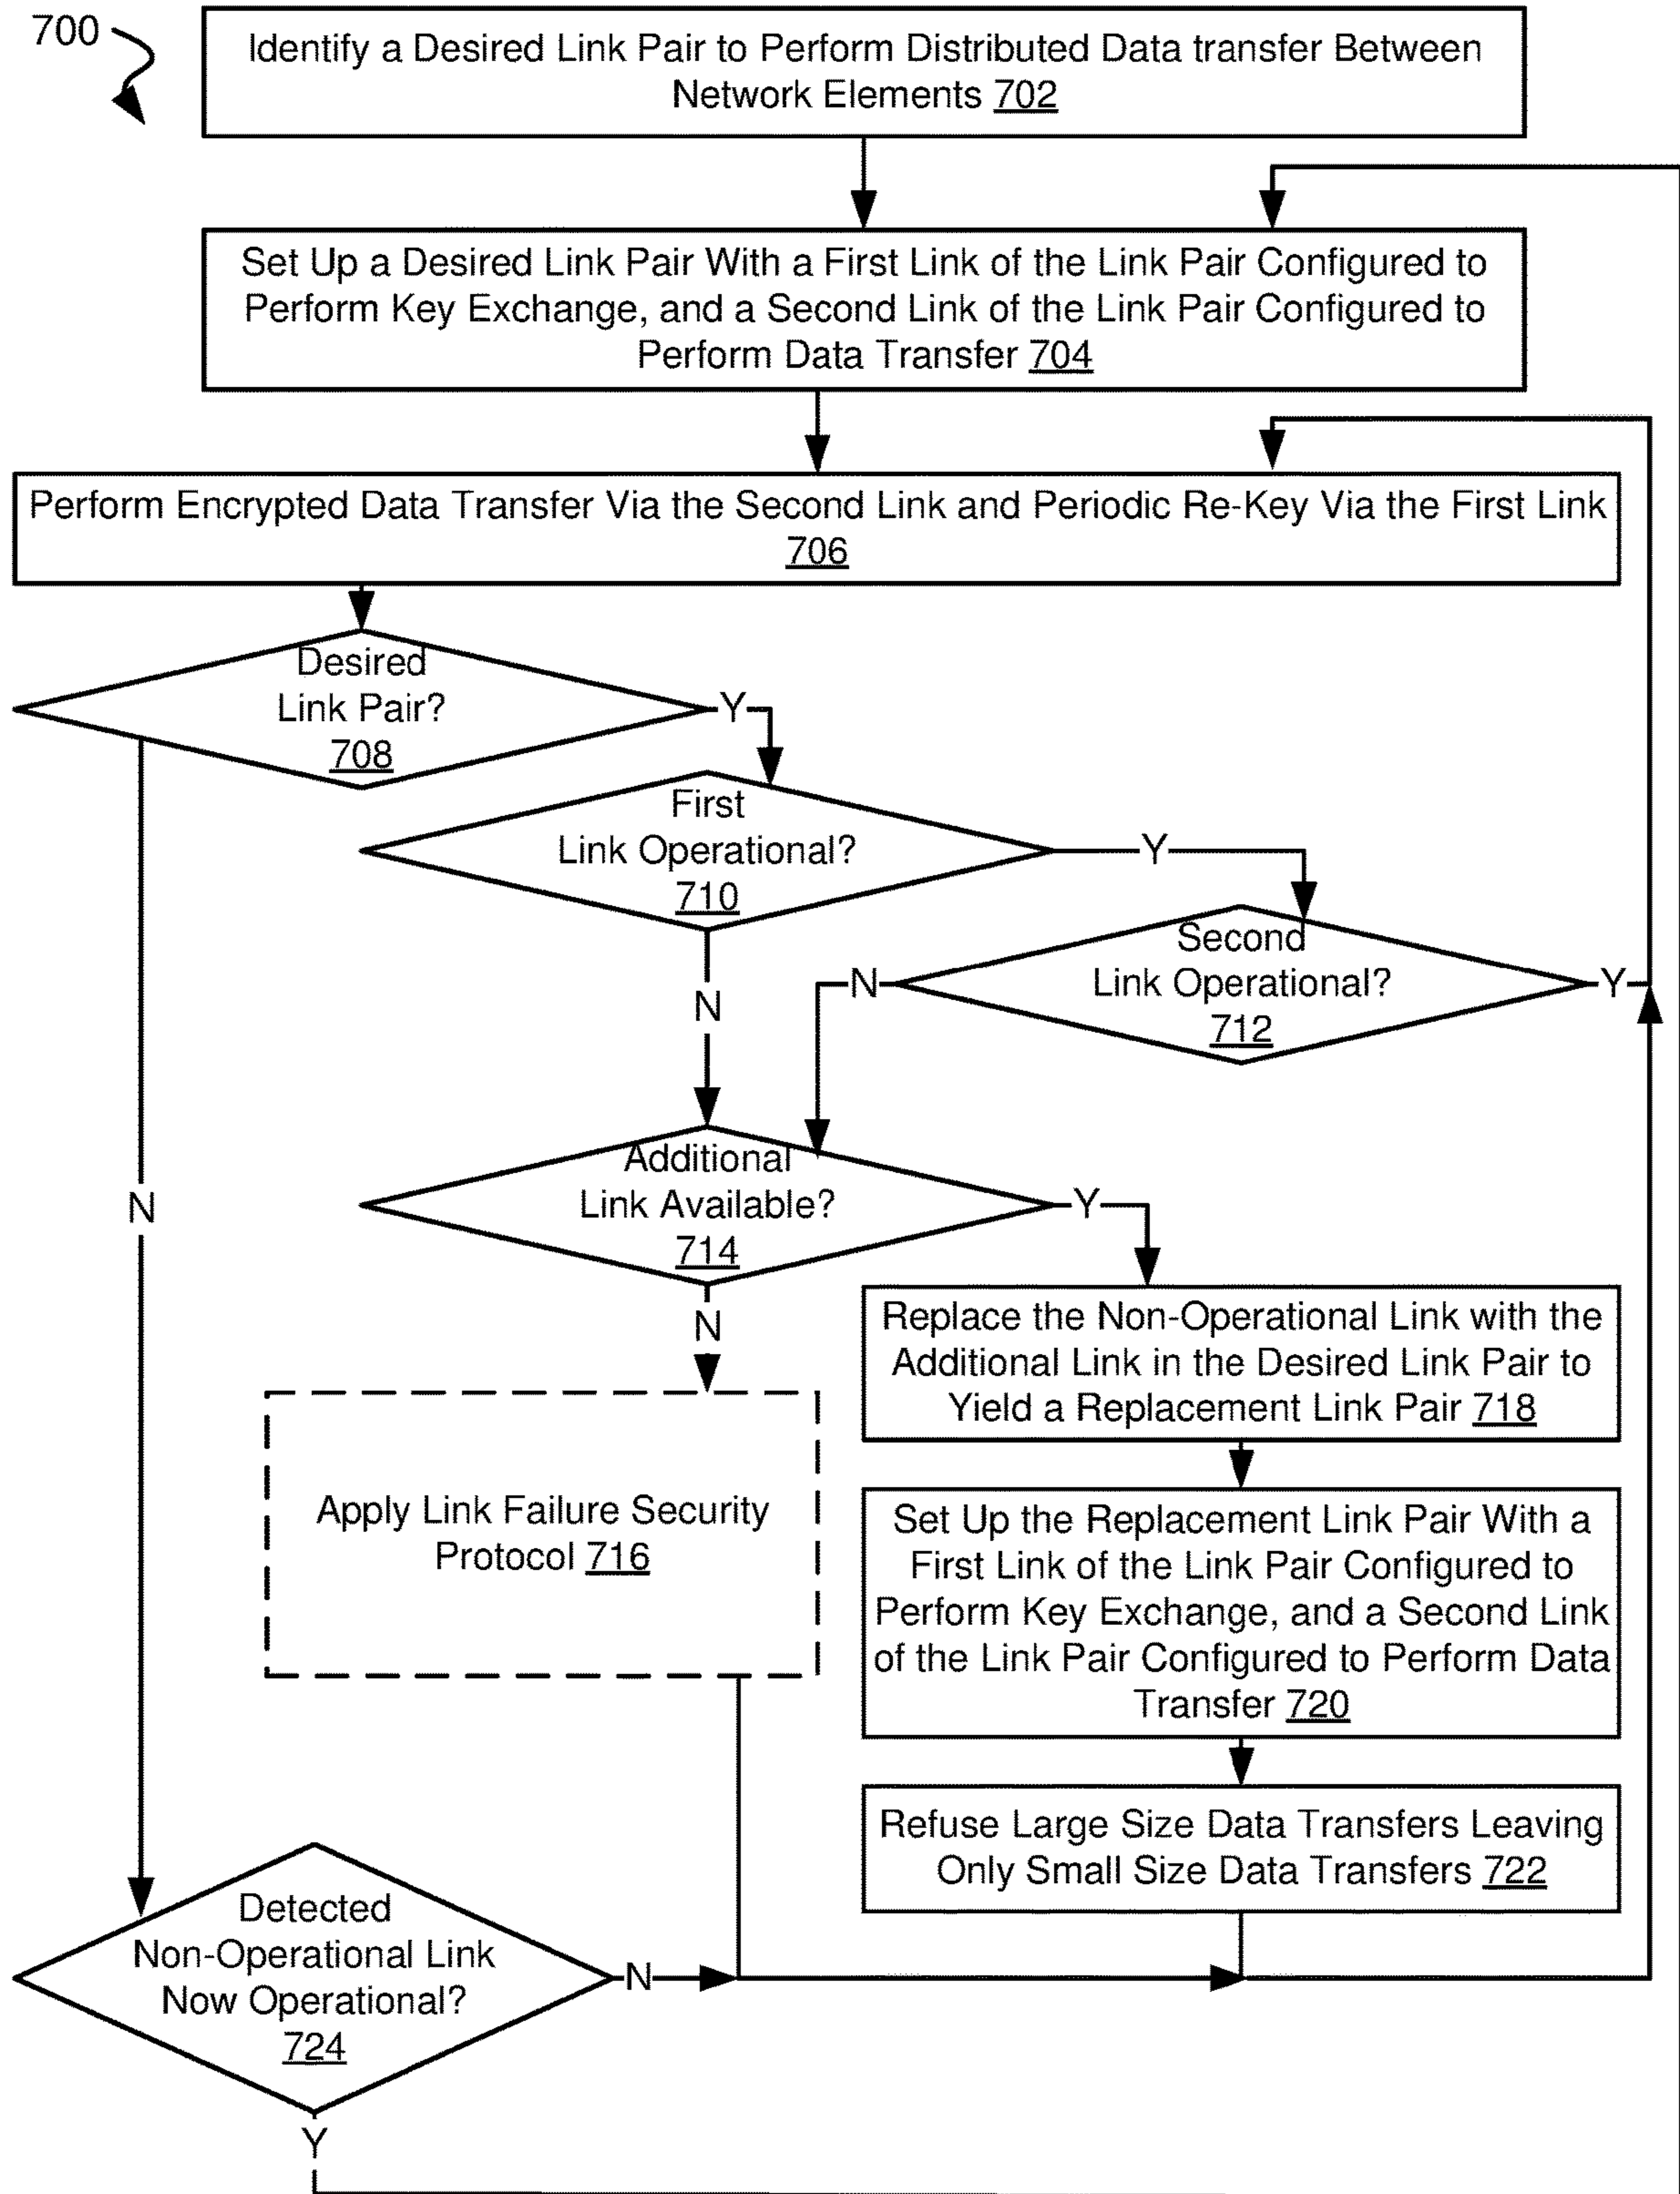 700
Identify a Desired Link Pair to Perform Distributed Data transfer Between
Network Elements 702
Set Up a Desired Link Pair With a First Link of the Link Pair Configured to
Perform Key Exchange, and a Second Link of the Link Pair Configured to
Perform Data Transfer 704
Perform Encrypted Data Transfer Via the Second Link and Periodic Re-Key Via the First Link
706
Desired
Link Pair?
708
Y
First
Link Operational?
710
Y
Second
Link Operational?
712
Y
N
N
N
Additional
Link Available?
714
Y
N
Replace the Non-Operational Link with the
Additional Link in the Desired Link Pair to
Yield a Replacement Link Pair 718
Apply Link Failure Security
Protocol 716
Set Up the Replacement Link Pair With a
First Link of the Link Pair Configured to
Perform Key Exchange, and a Second Link
of the Link Pair Configured to Perform Data
Transfer 720
Refuse Large Size Data Transfers Leaving
Only Small Size Data Transfers 722
Detected
Non-Operational Link
Now Operational?
724
N
Y